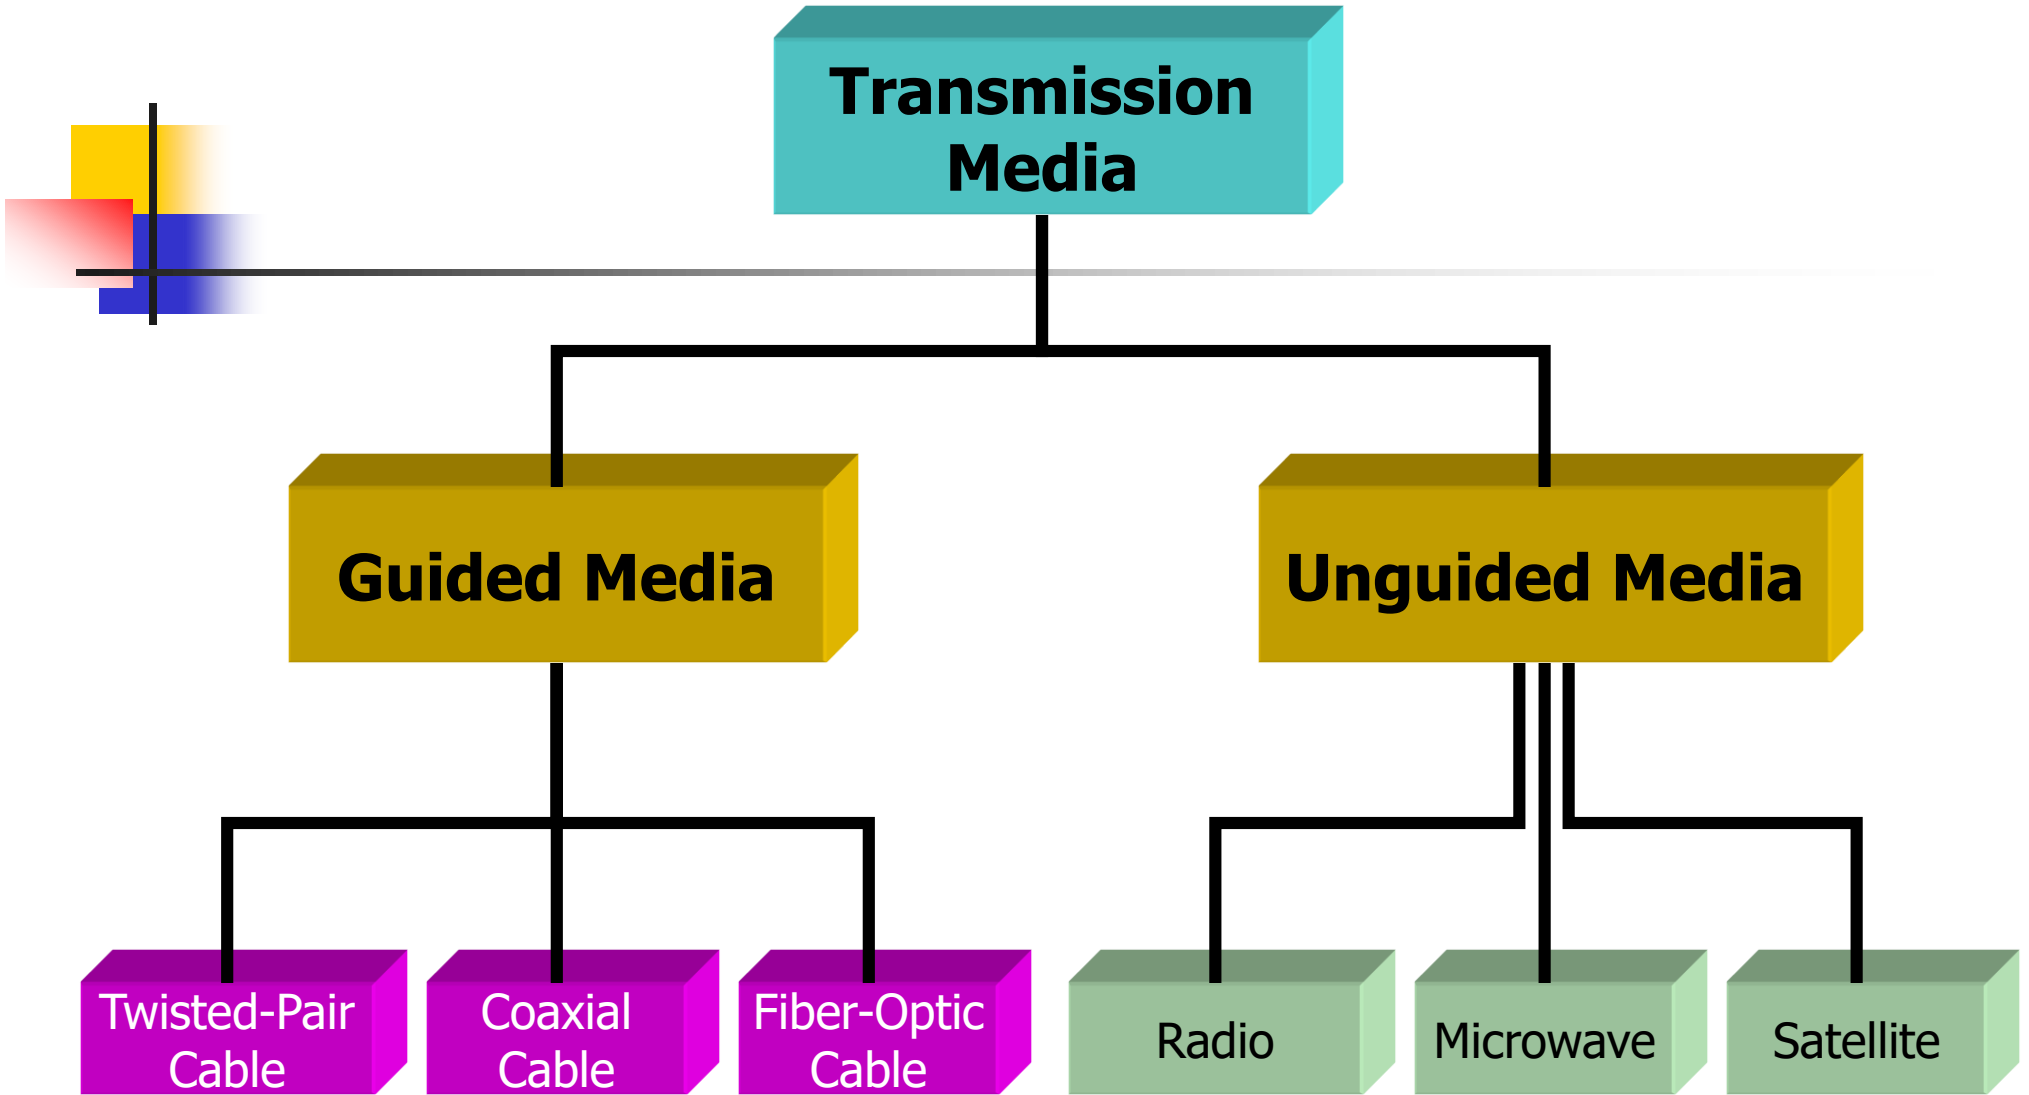 Transmission
Media
Guided Media
Unguided Media
Twisted-Pair
Cable
Coaxial
Cable
Fiber-Optic
Cable
Radio
Microwave
Satellite